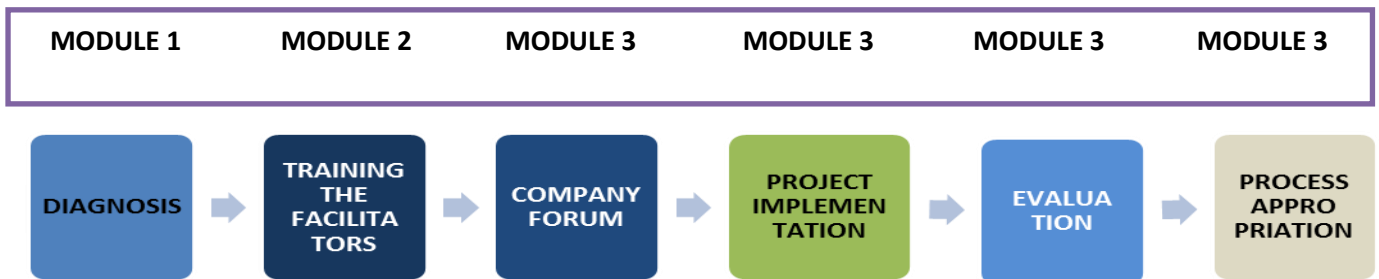 MODULE 1 MODULE 2 MODULE 3 MODULE 3 MODULE 3 MODULE 3
DIAGNOSIS
TRAINING
THE
FACILITA
TORS
COMPANY
FORUM
PROJECT
IMPLEMEN
TATION
EVALUA
TION
PROCESS
APPRO
PRIATION